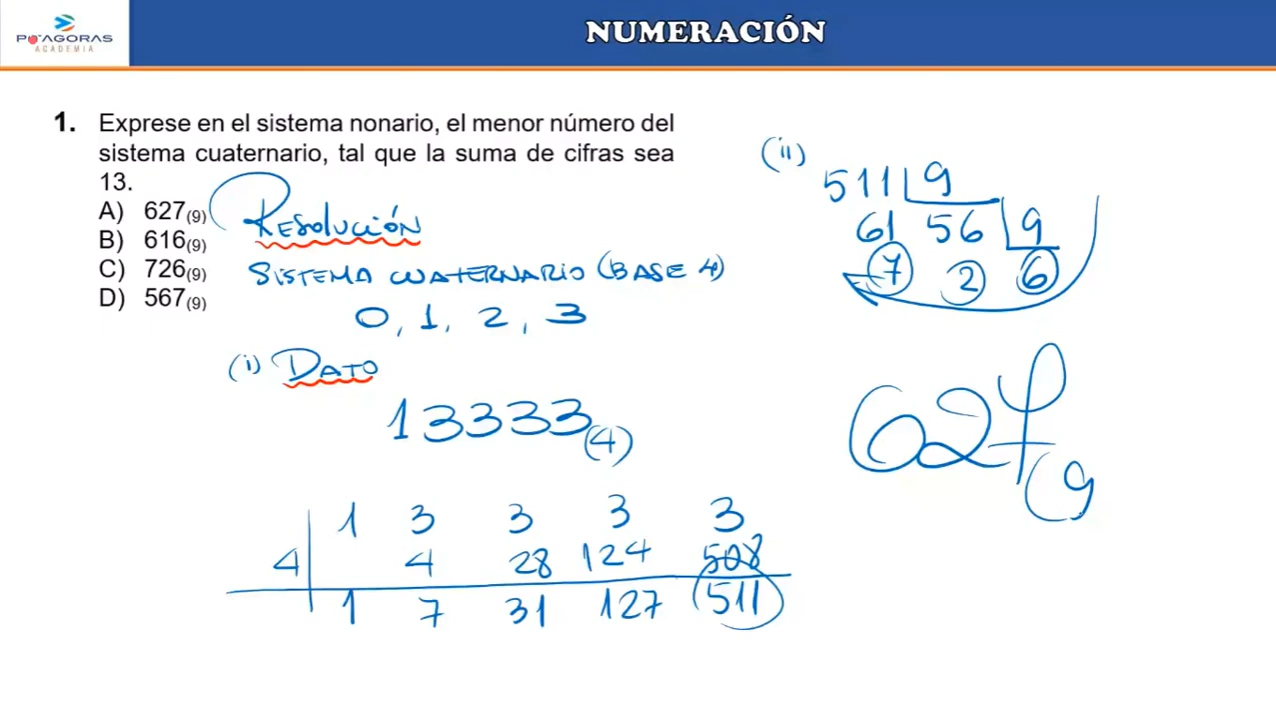 PITAGORAS
ACADEMIA
NUMERACIÓN
1. Exprese en el sistema nonario, el menor número del
sistema cuaternario, tal que la suma de cifras sea
13.
A) 627(9)
B) 616(9)
C) 726(9)
D) 567(9)
RESOLUCIÓN
SISTEMA CUATERNARIO (BASE 4)
0, 1, 2, 3
(i) DATO
13333(4)
1 3 3 3 3
4 4 28 124 508
1 7 31 127 511
(ii)
511 9
61 56 9
7 2 6
627(9